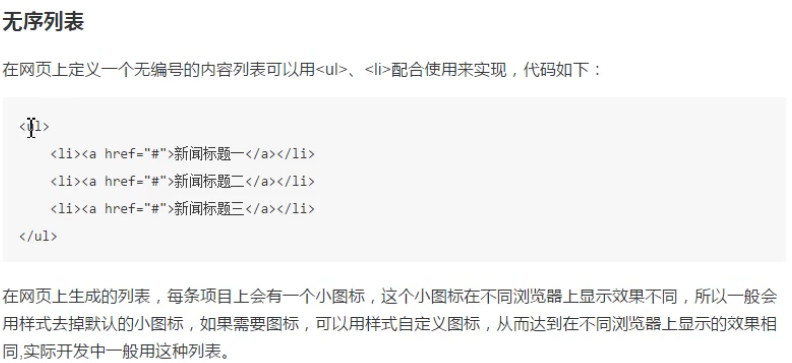 无序列表
在网页上定义一个无编号的内容列表可以用<ul>、<li>配合使用来实现，代码如下：
<ul>
    <li><a href="#">新闻标题一</a></li>
    <li><a href="#">新闻标题二</a></li>
    <li><a href="#">新闻标题三</a></li>
</ul>
在网页上生成的列表，每条项目上会有一个小图标，这个小图标在不同浏览器上显示效果不同，所以一般会
用样式去掉默认的小图标，如果需要图标，可以用样式自定义图标，从而达到在不同浏览器上显示的效果相
同,实际开发中一般用这种列表。